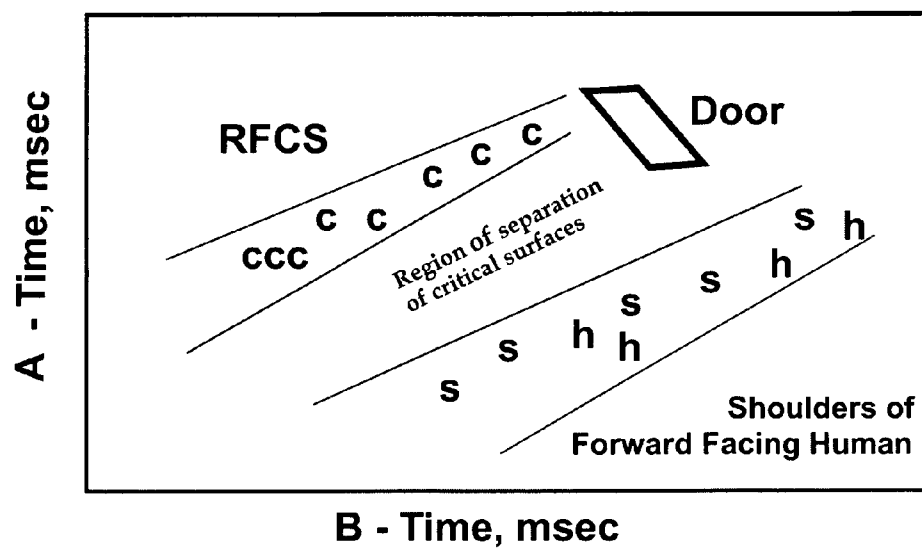 RFCS
Door
c c c
c c
ccc
Region of separation
of critical surfaces
s h
s h
s
h h
s
s
Shoulders of
Forward Facing Human
A - Time, msec
B - Time, msec